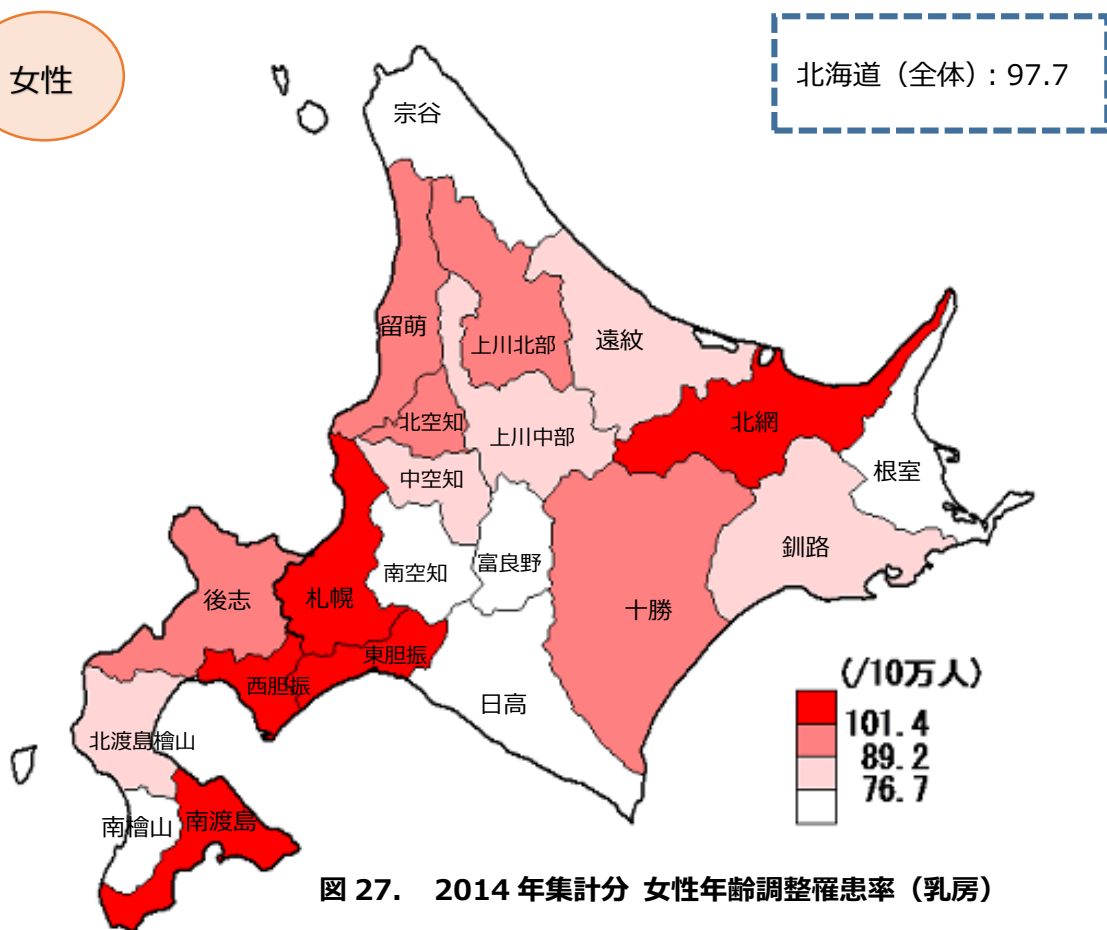 女性
北海道（全体）: 97.7
宗谷
留萌
上川北部
遠紋
北空知
上川中部
北網
中空知
根室
南空知
富良野
釧路
後志
札幌
十勝
東胆振
西胆振
日高
北渡島檜山
南檜山
南渡島
(/10万人)
101.4
89.2
76.7
図 27.　2014 年集計分 女性年齢調整罹患率（乳房）